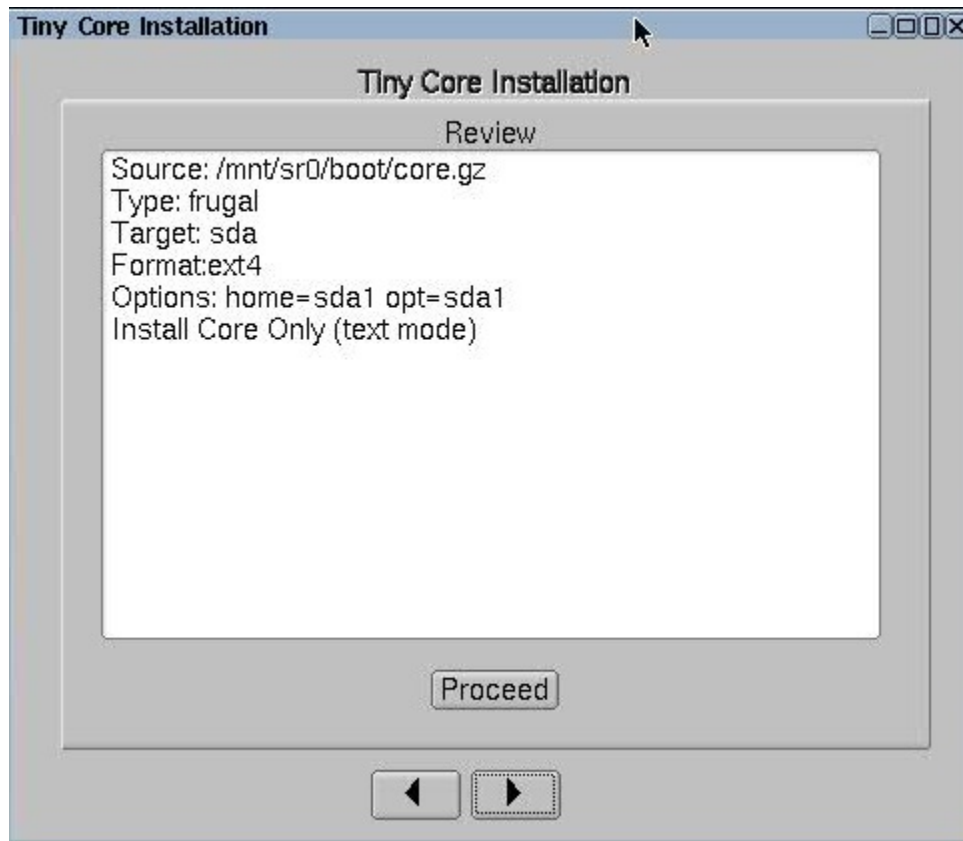 Tiny Core Installation
Tiny Core Installation
Review
Source: /mnt/sr0/boot/core.gz
Type: frugal
Target: sda
Format:ext4
Options: home=sda1 opt=sda1
Install Core Only (text mode)
Proceed